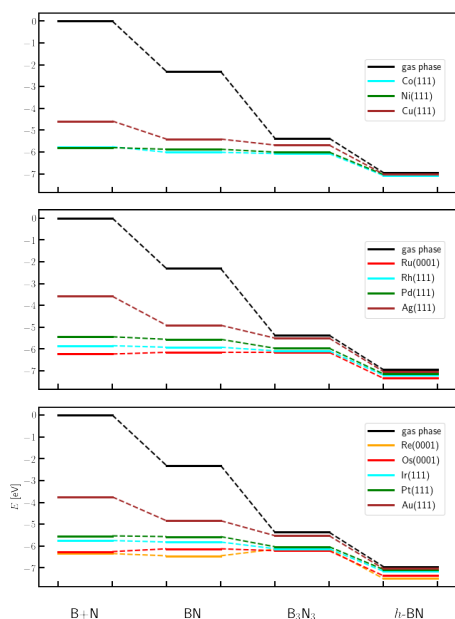 0
−1
−2
−3
−4
−5
−6
−7
gas phase
Co(111)
Ni(111)
Cu(111)
0
−1
−2
−3
−4
−5
−6
−7
gas phase
Ru(0001)
Rh(111)
Pd(111)
Ag(111)
0
−1
−2
−3
−4
−5
−6
−7
E [eV]
gas phase
Re(0001)
Os(0001)
Ir(111)
Pt(111)
Au(111)
B+N BN B₃N₃ h-BN